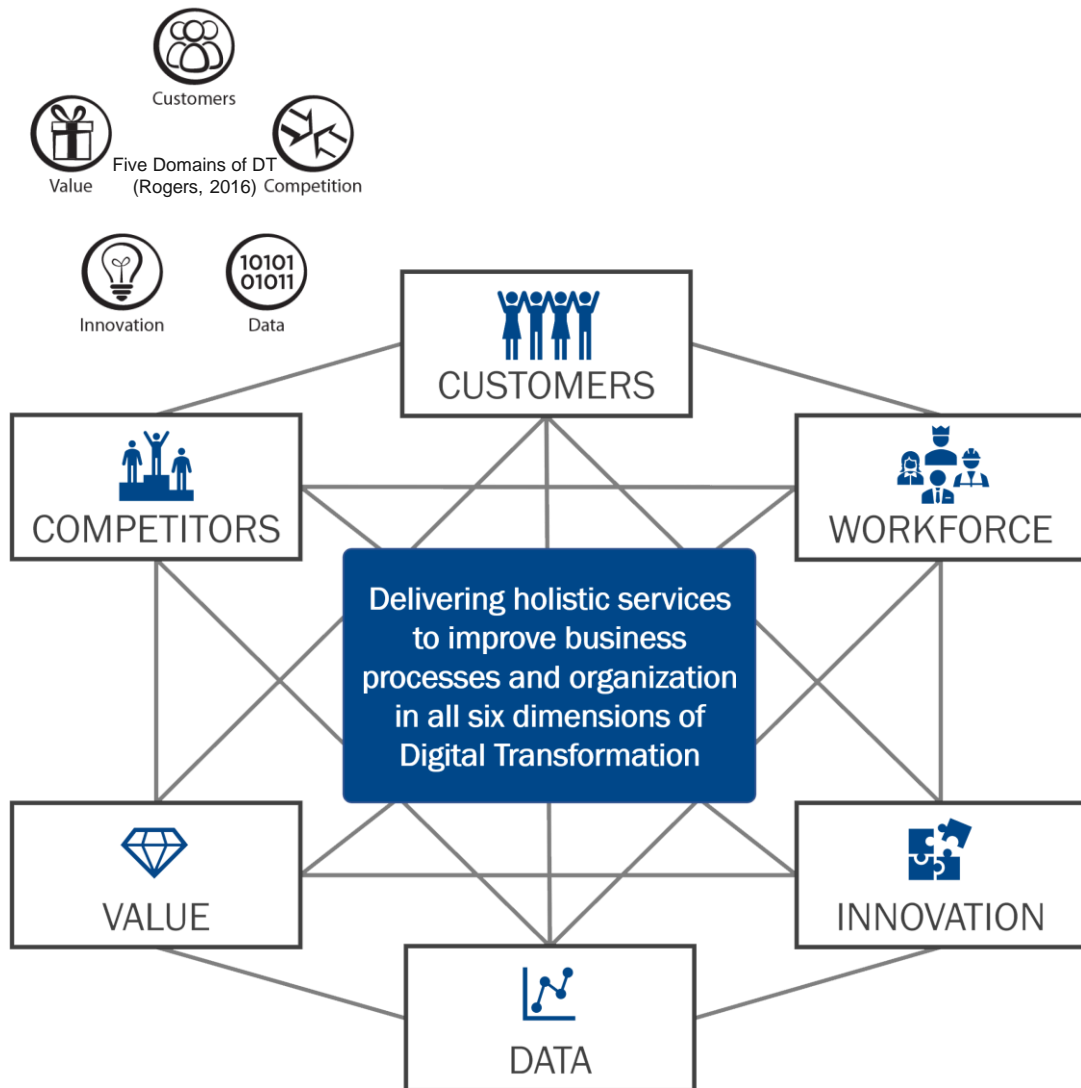 Customers
Five Domains of DT
Value
(Rogers, 2016)
Competition
10101
01011
Innovation
Data
CUSTOMERS
COMPETITORS
WORKFORCE
Delivering holistic services
to improve business
processes and organization
in all six dimensions of
Digital Transformation
VALUE
INNOVATION
DATA